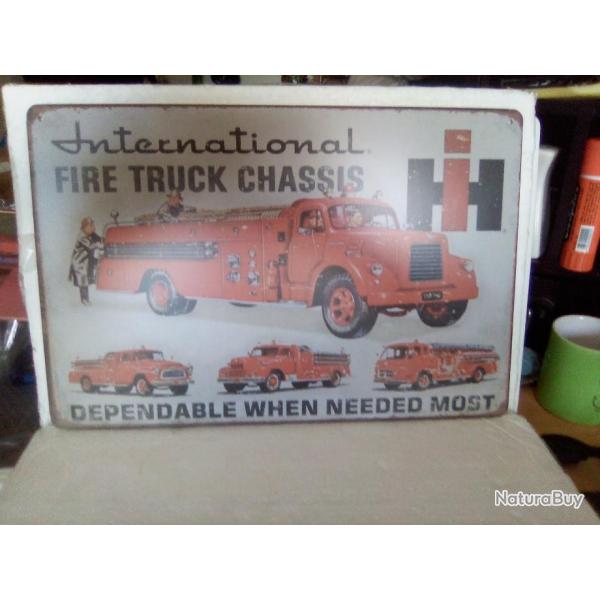 International
FIRE TRUCK CHASSIS
IH
DEPENDABLE WHEN NEEDED MOST
NaturaBuy